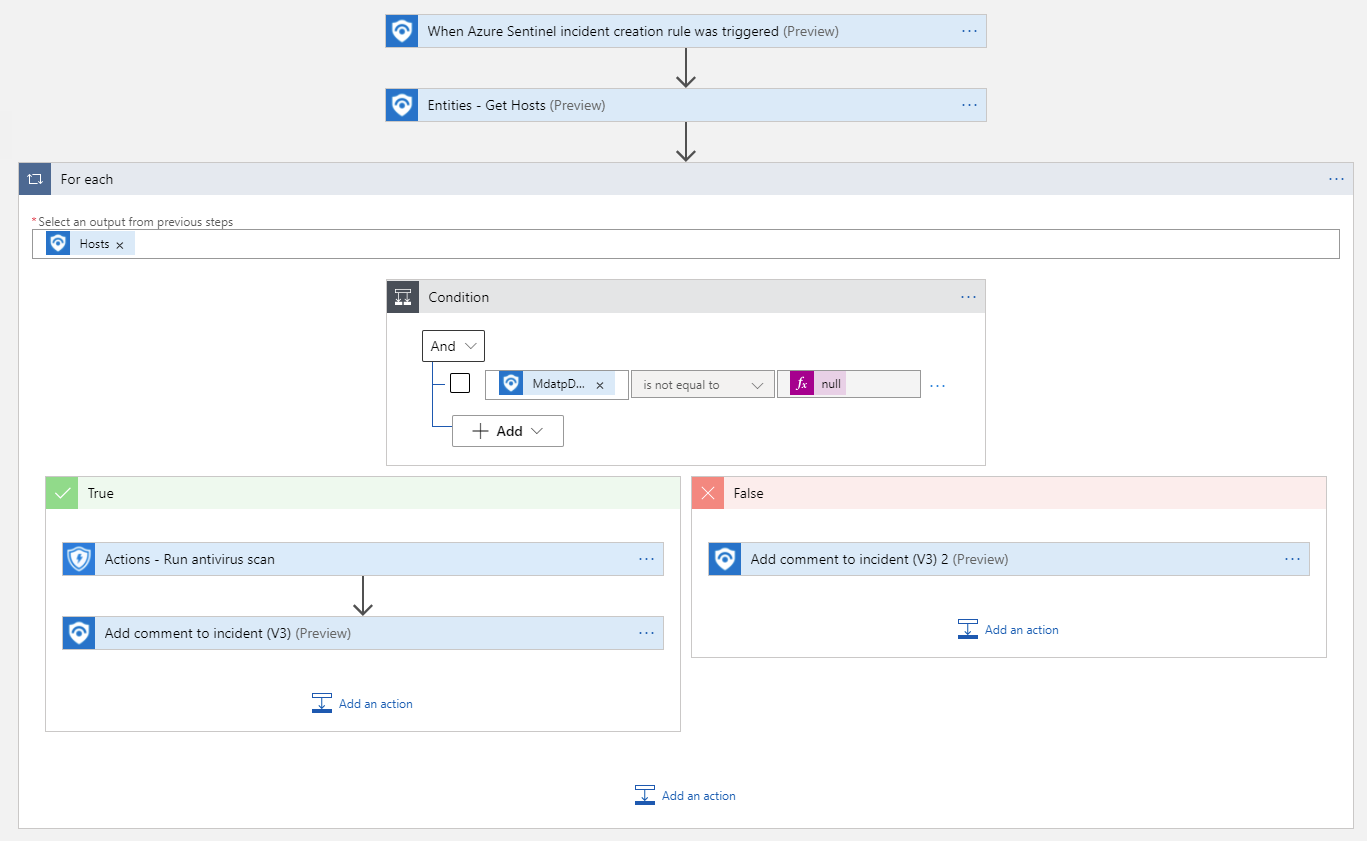 When Azure Sentinel incident creation rule was triggered (Preview)
Entities - Get Hosts (Preview)
For each
* Select an output from previous steps
Hosts ×
Condition
And
MdatpD... ×
is not equal to
fx null
Add
True
False
Actions - Run antivirus scan
Add comment to incident (V3) 2 (Preview)
Add comment to incident (V3) (Preview)
Add an action
Add an action
Add an action